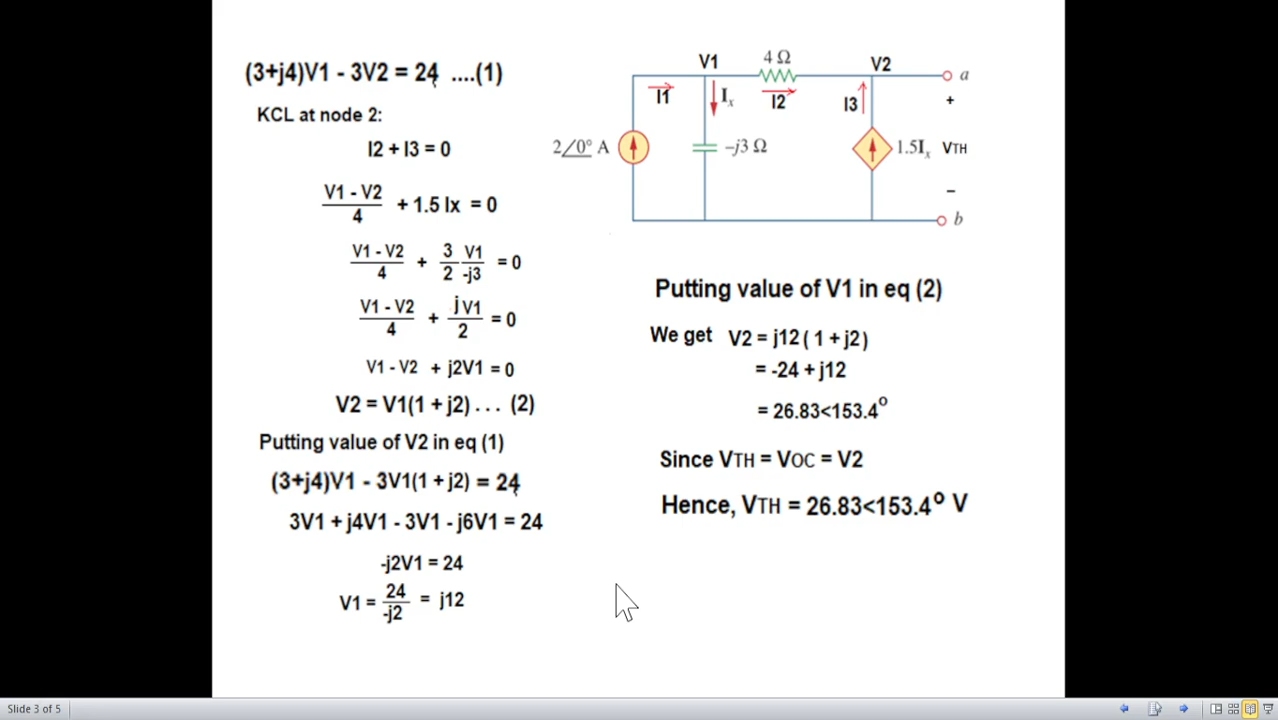 (3+j4)V1 - 3V2 = 24 ....(1)
KCL at node 2:
I2 + I3 = 0
V1 - V2 / 4 + 1.5 Ix = 0
V1 - V2 / 4 + 3 / 2 V1 / -j3 = 0
V1 - V2 / 4 + j V1 / 2 = 0
V1 - V2 + j2V1 = 0
V2 = V1(1 + j2) . . . (2)
Putting value of V2 in eq (1)
(3+j4)V1 - 3V1(1 + j2) = 24
3V1 + j4V1 - 3V1 - j6V1 = 24
-j2V1 = 24
V1 = 24 / -j2 = j12
V1 4 Ω V2 a
I1 Ix I2 I3 +
2∠0° A -j3 Ω 1.5Ix VTH
–
b
Putting value of V1 in eq (2)
We get V2 = j12 ( 1 + j2)
= -24 + j12
= 26.83<153.4o
Since VTH = VOC = V2
Hence, VTH = 26.83<153.4o V
Slide 3 of 5